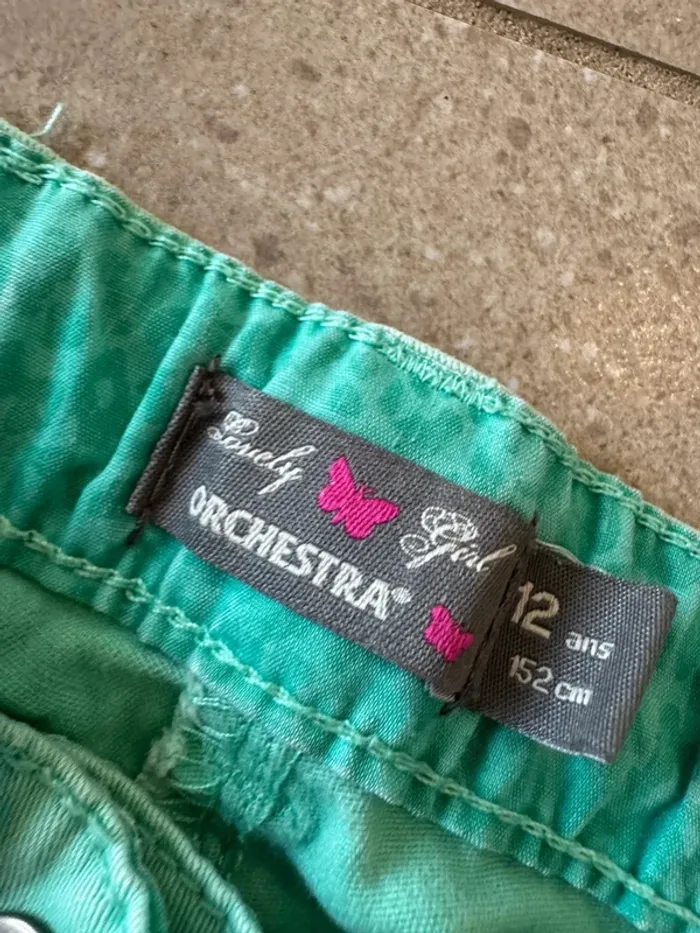 Lovely Girl
ORCHESTRA®
12 ans
152 cm